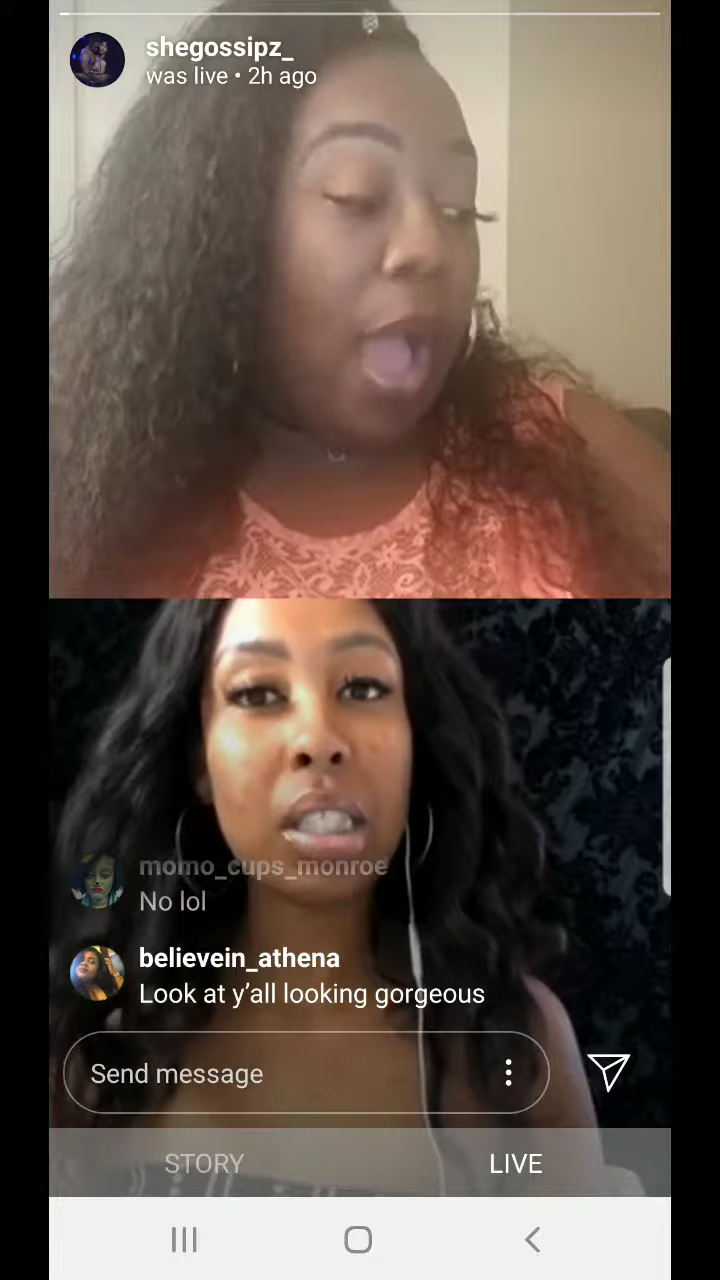 shegossipz_
was live • 2h ago
momo_cups_monroe
No lol
believein_athena
Look at y'all looking gorgeous
Send message
STORY
LIVE